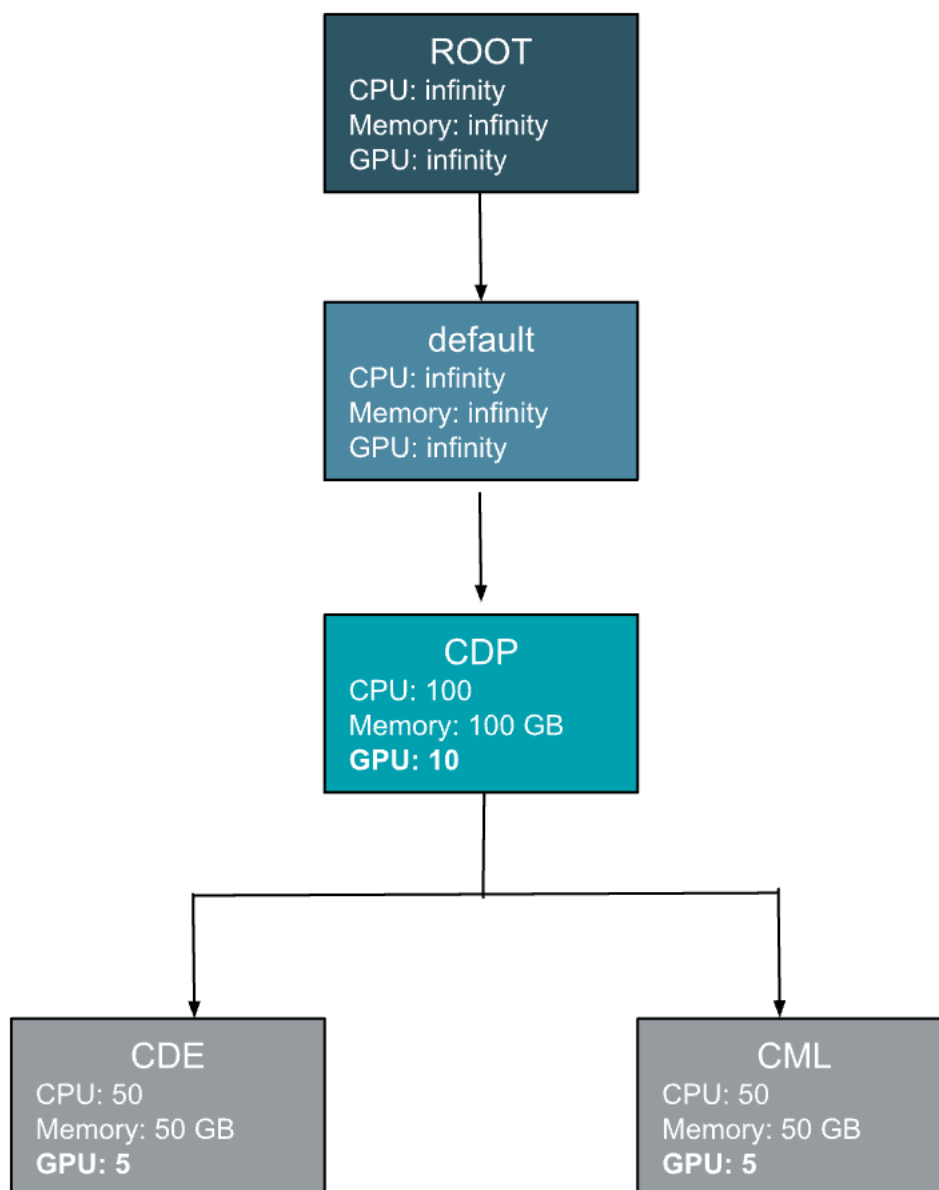 ROOT
CPU: infinity
Memory: infinity
GPU: infinity
default
CPU: infinity
Memory: infinity
GPU: infinity
CDP
CPU: 100
Memory: 100 GB
GPU: 10
CDE
CPU: 50
Memory: 50 GB
GPU: 5
CML
CPU: 50
Memory: 50 GB
GPU: 5